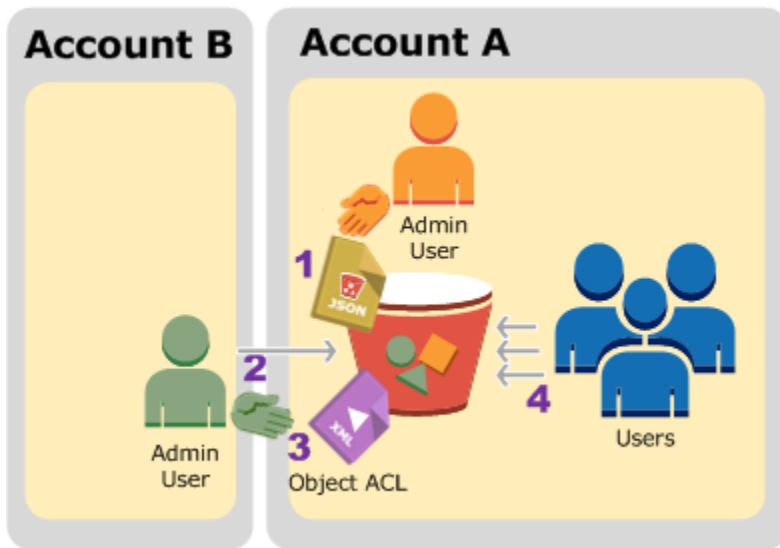 Account B
Account A
Admin
User
1
JSON
2
4
Admin
User
3
XML
Object ACL
Users